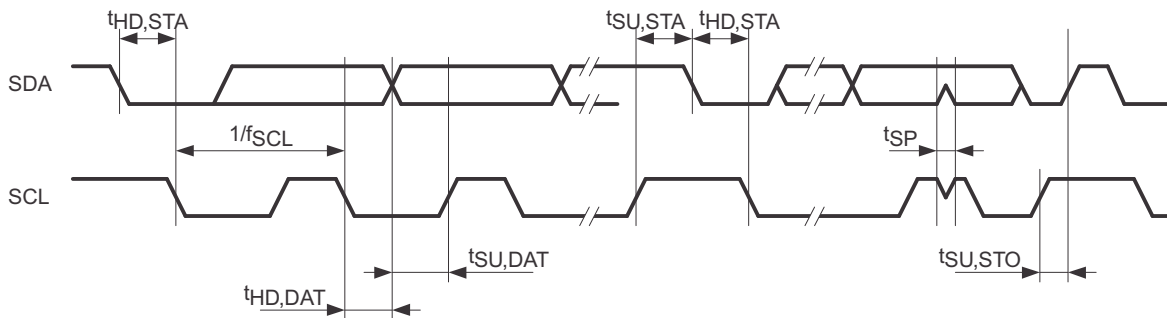 tHD,STA
tSU,STA tHD,STA
SDA
1/fSCL
tSP
SCL
tSU,DAT
tSU,STO
tHD,DAT